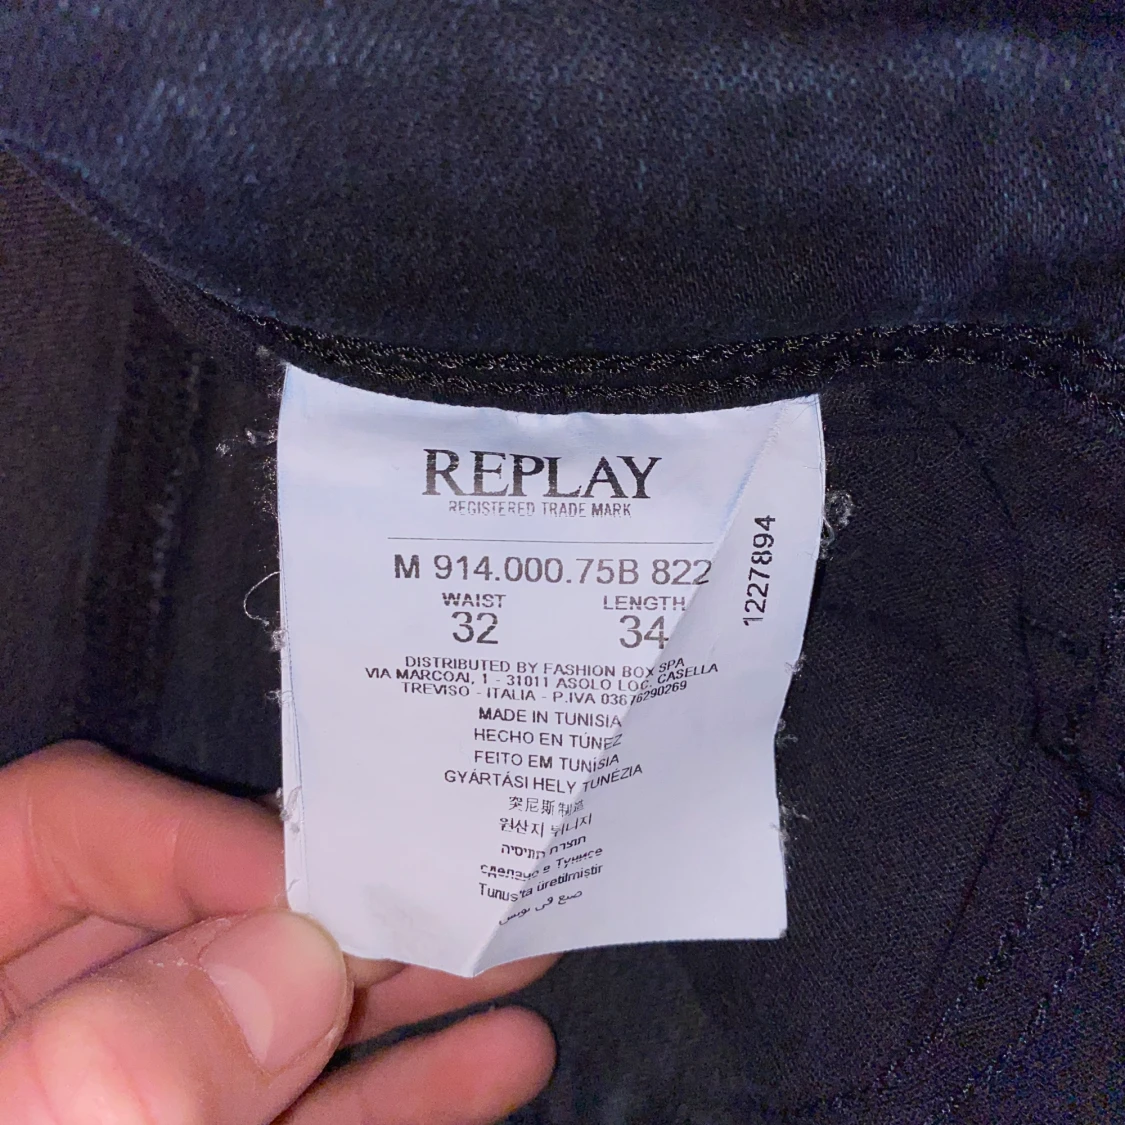 REPLAY
REGISTERED TRADE MARK
M 914.000.75B 822
WAIST LENGTH
32 34
DISTRIBUTED BY FASHION BOX SPA
VIA MARCOAI, 1 - 31011 ASOLO LOC. CASELLA
TREVISO - ITALIA - P.IVA 03676290269
MADE IN TUNISIA
HECHO EN TÚNEZ
FEITO EM TUNÍSIA
GYÁRTÁSI HELY TUNÉZIA
突尼斯制造
원산지 튀니지
תוצרת תוניסיה
сделано в Тунисе
Tunus'ta üretilmiştir
صنع في تونس
1227894